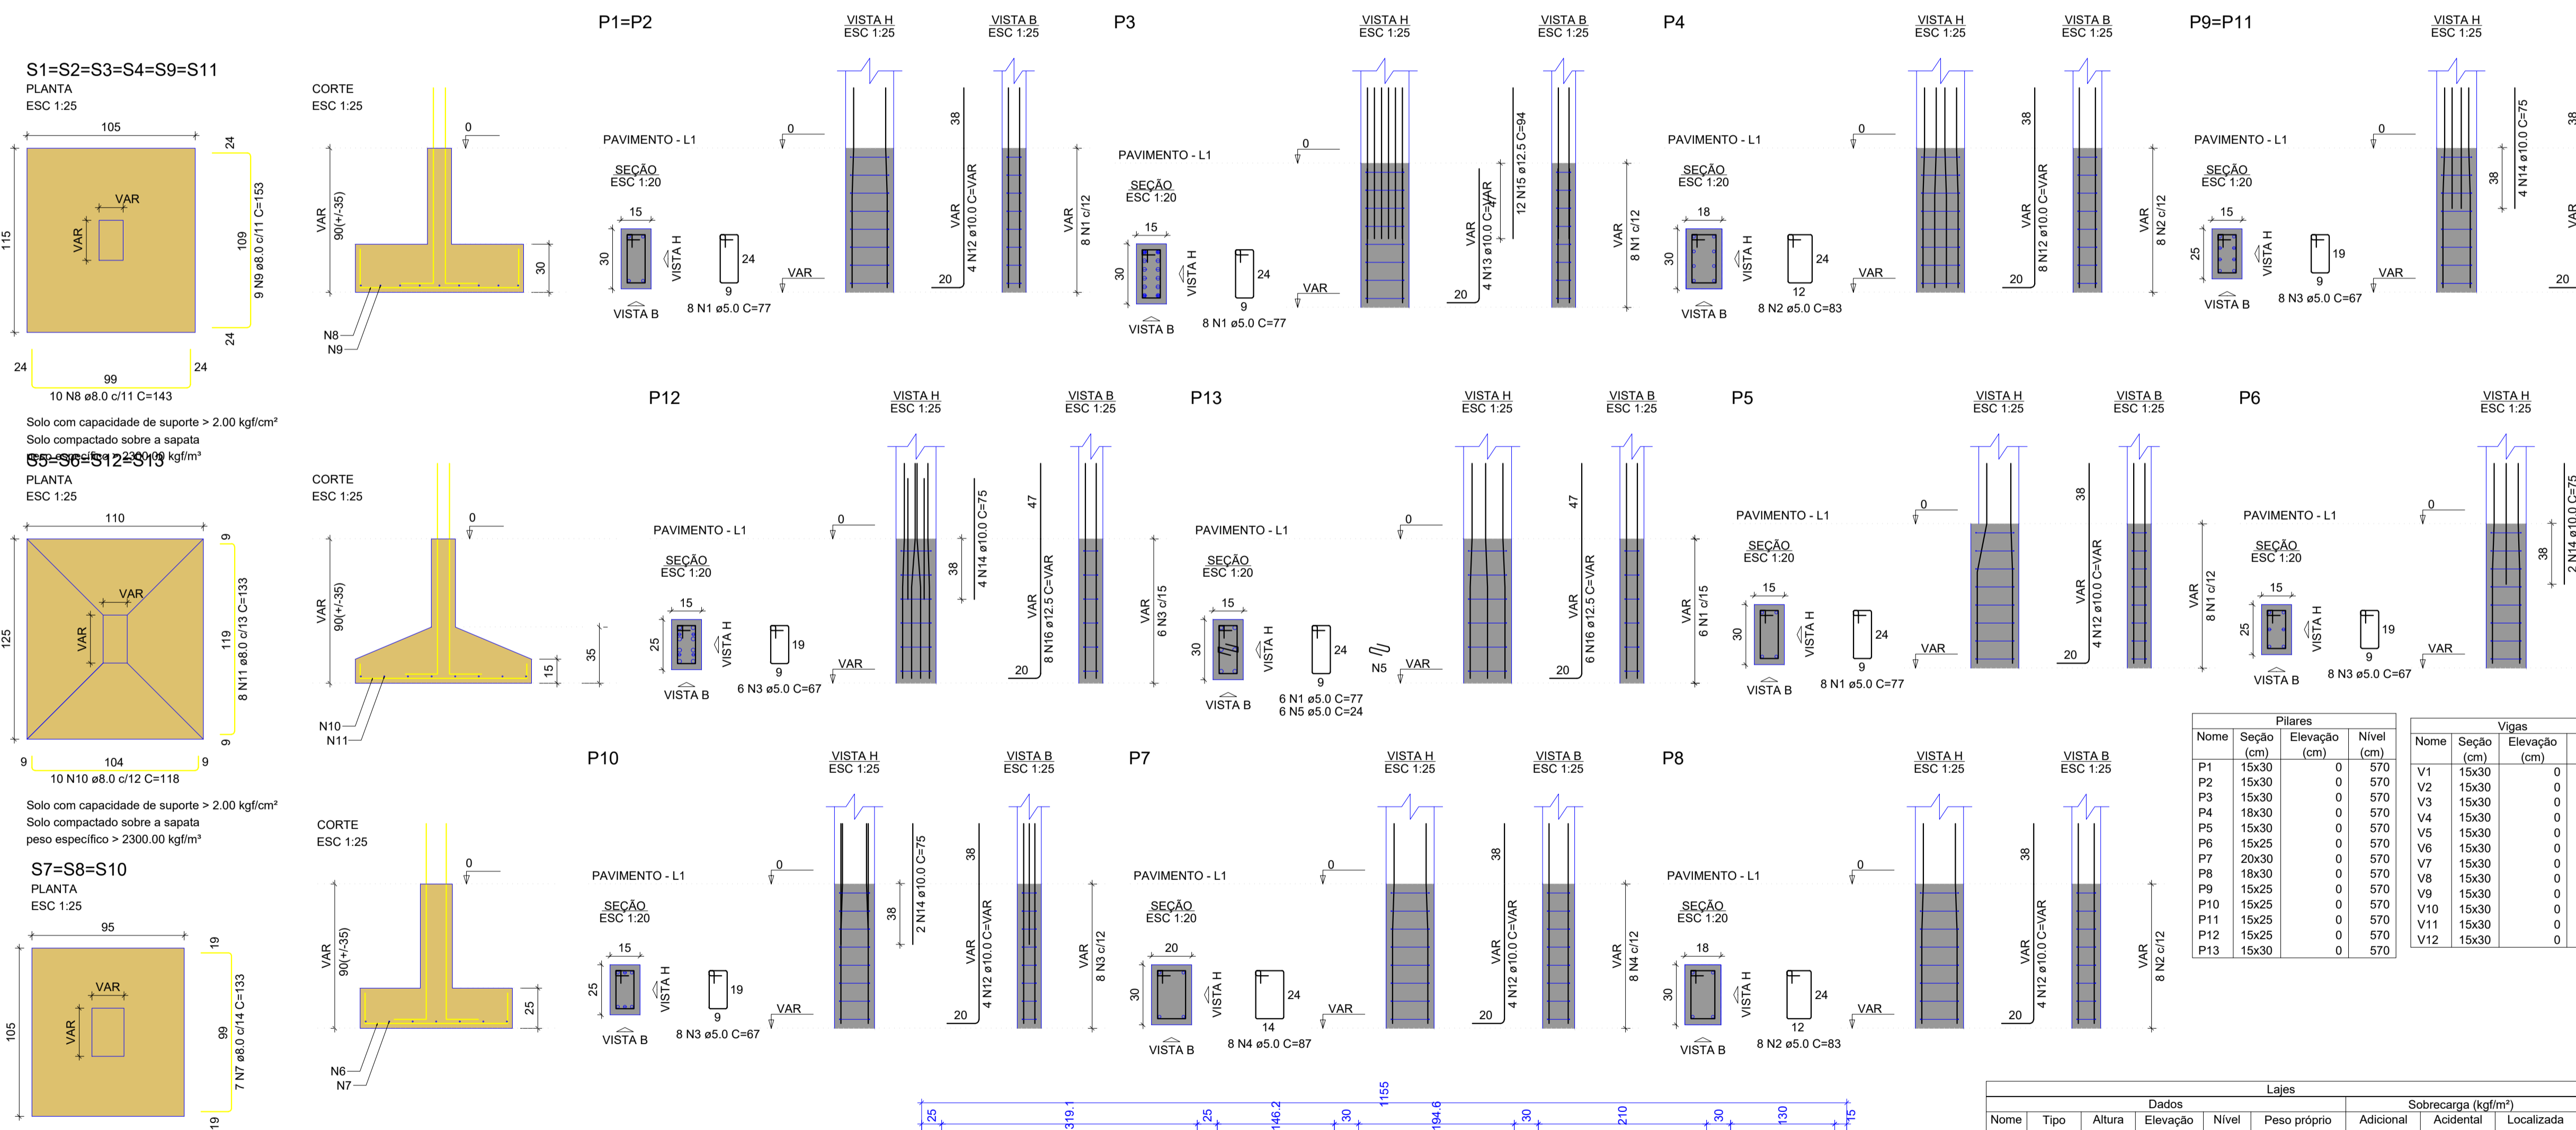 S1=S2=S3=S4=S9=S11
PLANTA
ESC 1:25
105
115
VAR
VAR
24
109
24
9 N9 ø8.0 c/11 C=153
24
99
24
10 N8 ø8.0 c/11 C=143
Solo com capacidade de suporte > 2.00 kgf/cm²
Solo compactado sobre a sapata
peso específico > 2300.00 kgf/m³
CORTE
ESC 1:25
0
VAR
90(+/-35)
30
N8
N9
P1=P2
VISTA H
ESC 1:25
VISTA B
ESC 1:25
PAVIMENTO - L1
SEÇÃO
ESC 1:20
15
30
VISTA H
VISTA B
24
9
8 N1 ø5.0 C=77
0
VAR
38
VAR
20
4 N12 ø10.0 C=VAR
VAR
8 N1 c/12
P3
VISTA H
ESC 1:25
VISTA B
ESC 1:25
PAVIMENTO - L1
SEÇÃO
ESC 1:20
15
30
VISTA H
VISTA B
24
9
8 N1 ø5.0 C=77
0
VAR
VAR
20
4 N13 ø10.0 C=VAR
47
12 N15 ø12.5 C=94
VAR
8 N1 c/12
P4
VISTA H
ESC 1:25
VISTA B
ESC 1:25
PAVIMENTO - L1
SEÇÃO
ESC 1:20
18
30
VISTA H
VISTA B
24
12
8 N2 ø5.0 C=83
0
VAR
38
VAR
20
8 N12 ø10.0 C=VAR
VAR
8 N2 c/12
P9=P11
VISTA H
ESC 1:25
PAVIMENTO - L1
SEÇÃO
ESC 1:20
15
25
VISTA H
VISTA B
19
9
8 N3 ø5.0 C=67
0
VAR
38
4 N14 ø10.0 C=75
38
VAR
20
S5=S6=S12=S13
PLANTA
ESC 1:25
110
125
VAR
VAR
9
119
9
8 N11 ø8.0 c/13 C=133
9
104
9
10 N10 ø8.0 c/12 C=118
Solo com capacidade de suporte > 2.00 kgf/cm²
Solo compactado sobre a sapata
peso específico > 2300.00 kgf/m³
CORTE
ESC 1:25
0
VAR
90(+/-35)
15
35
N10
N11
P12
VISTA H
ESC 1:25
VISTA B
ESC 1:25
PAVIMENTO - L1
SEÇÃO
ESC 1:20
15
25
VISTA H
VISTA B
19
9
6 N3 ø5.0 C=67
0
VAR
38
4 N14 ø10.0 C=75
47
VAR
20
8 N16 ø12.5 C=VAR
VAR
6 N3 c/15
P13
VISTA H
ESC 1:25
VISTA B
ESC 1:25
PAVIMENTO - L1
SEÇÃO
ESC 1:20
15
30
VISTA H
VISTA B
24
9
N5
6 N1 ø5.0 C=77
6 N5 ø5.0 C=24
0
VAR
47
VAR
20
6 N16 ø12.5 C=VAR
VAR
6 N1 c/15
P5
VISTA H
ESC 1:25
VISTA B
ESC 1:25
PAVIMENTO - L1
SEÇÃO
ESC 1:20
15
30
VISTA H
VISTA B
24
9
8 N1 ø5.0 C=77
0
VAR
38
VAR
20
4 N12 ø10.0 C=VAR
VAR
8 N1 c/12
P6
VISTA H
ESC 1:25
PAVIMENTO - L1
SEÇÃO
ESC 1:20
15
25
VISTA H
VISTA B
19
9
8 N3 ø5.0 C=67
0
VAR
38
2 N14 ø10.0 C=75
S7=S8=S10
PLANTA
ESC 1:25
95
105
VAR
VAR
19
99
19
7 N7 ø8.0 c/14 C=133
CORTE
ESC 1:25
0
VAR
90(+/-35)
25
N6
N7
P10
VISTA H
ESC 1:25
VISTA B
ESC 1:25
PAVIMENTO - L1
SEÇÃO
ESC 1:20
15
25
VISTA H
VISTA B
19
9
8 N3 ø5.0 C=67
0
VAR
38
2 N14 ø10.0 C=75
38
VAR
20
4 N12 ø10.0 C=VAR
VAR
8 N3 c/12
P7
VISTA H
ESC 1:25
VISTA B
ESC 1:25
PAVIMENTO - L1
SEÇÃO
ESC 1:20
20
30
VISTA H
VISTA B
24
14
8 N4 ø5.0 C=87
0
VAR
38
VAR
20
4 N12 ø10.0 C=VAR
VAR
8 N4 c/12
P8
VISTA H
ESC 1:25
VISTA B
ESC 1:25
PAVIMENTO - L1
SEÇÃO
ESC 1:20
18
30
VISTA H
VISTA B
24
12
8 N2 ø5.0 C=83
0
VAR
38
VAR
20
4 N12 ø10.0 C=VAR
VAR
8 N2 c/12
Pilares
Nome Seção Elevação Nível
(cm) (cm) (cm)
P1 15x30 0 570
P2 15x30 0 570
P3 15x30 0 570
P4 18x30 0 570
P5 15x30 0 570
P6 15x25 0 570
P7 20x30 0 570
P8 18x30 0 570
P9 15x25 0 570
P10 15x25 0 570
P11 15x25 0 570
P12 15x25 0 570
P13 15x30 0 570
Vigas
Nome Seção Elevação
(cm) (cm)
V1 15x30 0
V2 15x30 0
V3 15x30 0
V4 15x30 0
V5 15x30 0
V6 15x30 0
V7 15x30 0
V8 15x30 0
V9 15x30 0
V10 15x30 0
V11 15x30 0
V12 15x30 0
1155
25 319.1 25 146.2 30 194.6 30 210 30 130 15
Lajes
Dados Sobrecarga (kgf/m²)
Nome Tipo Altura Elevação Nível Peso próprio Adicional Acidental Localizada